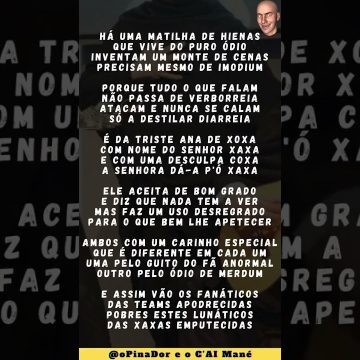 HÁ UMA MATILHA DE HIENAS
QUE VIVE DO PURO ÓDIO
INVENTAM UM MONTE DE CENAS
PRECISAM MESMO DE IMODIUM
PORQUE TUDO O QUE FALAM
NÃO PASSA DE VERBORREIA
ATACAM E NUNCA SE CALAM
SÓ A DESTILAR DIARREIA
É DA TRISTE ANA DE XOXA
COM NOME DO SENHOR XAXA
E COM UMA DESCULPA COXA
A SENHORA DÁ-A P'Ó XAXA
ELE ACEITA DE BOM GRADO
E DIZ QUE NADA TEM A VER
MAS FAZ UM USO DESREGRADO
PARA O QUE BEM LHE APETECER
AMBOS COM UM CARINHO ESPECIAL
QUE É DIFERENTE EM CADA UM
UMA PELO GUITO DO FÃ ANORMAL
OUTRO PELO ÓDIO DE MERDUM
E ASSIM VÃO OS FANÁTICOS
DAS TEAMS APODRECIDAS
POBRES ESTES LUNÁTICOS
DAS XAXAS EMPUTECIDAS
@oPinaDor e o C'AI Mané